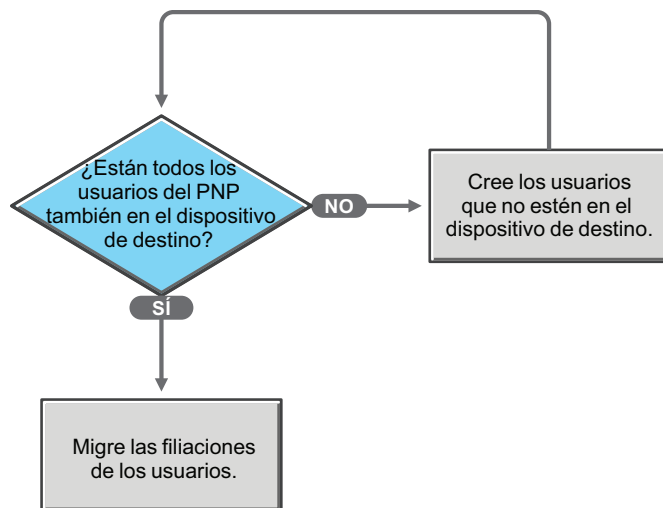 ¿Están todos los
usuarios del PNP
también en el dispositivo
de destino?
NO
Cree los usuarios
que no estén en el
dispositivo de destino.
SÍ
Migre las filiaciones
de los usuarios.